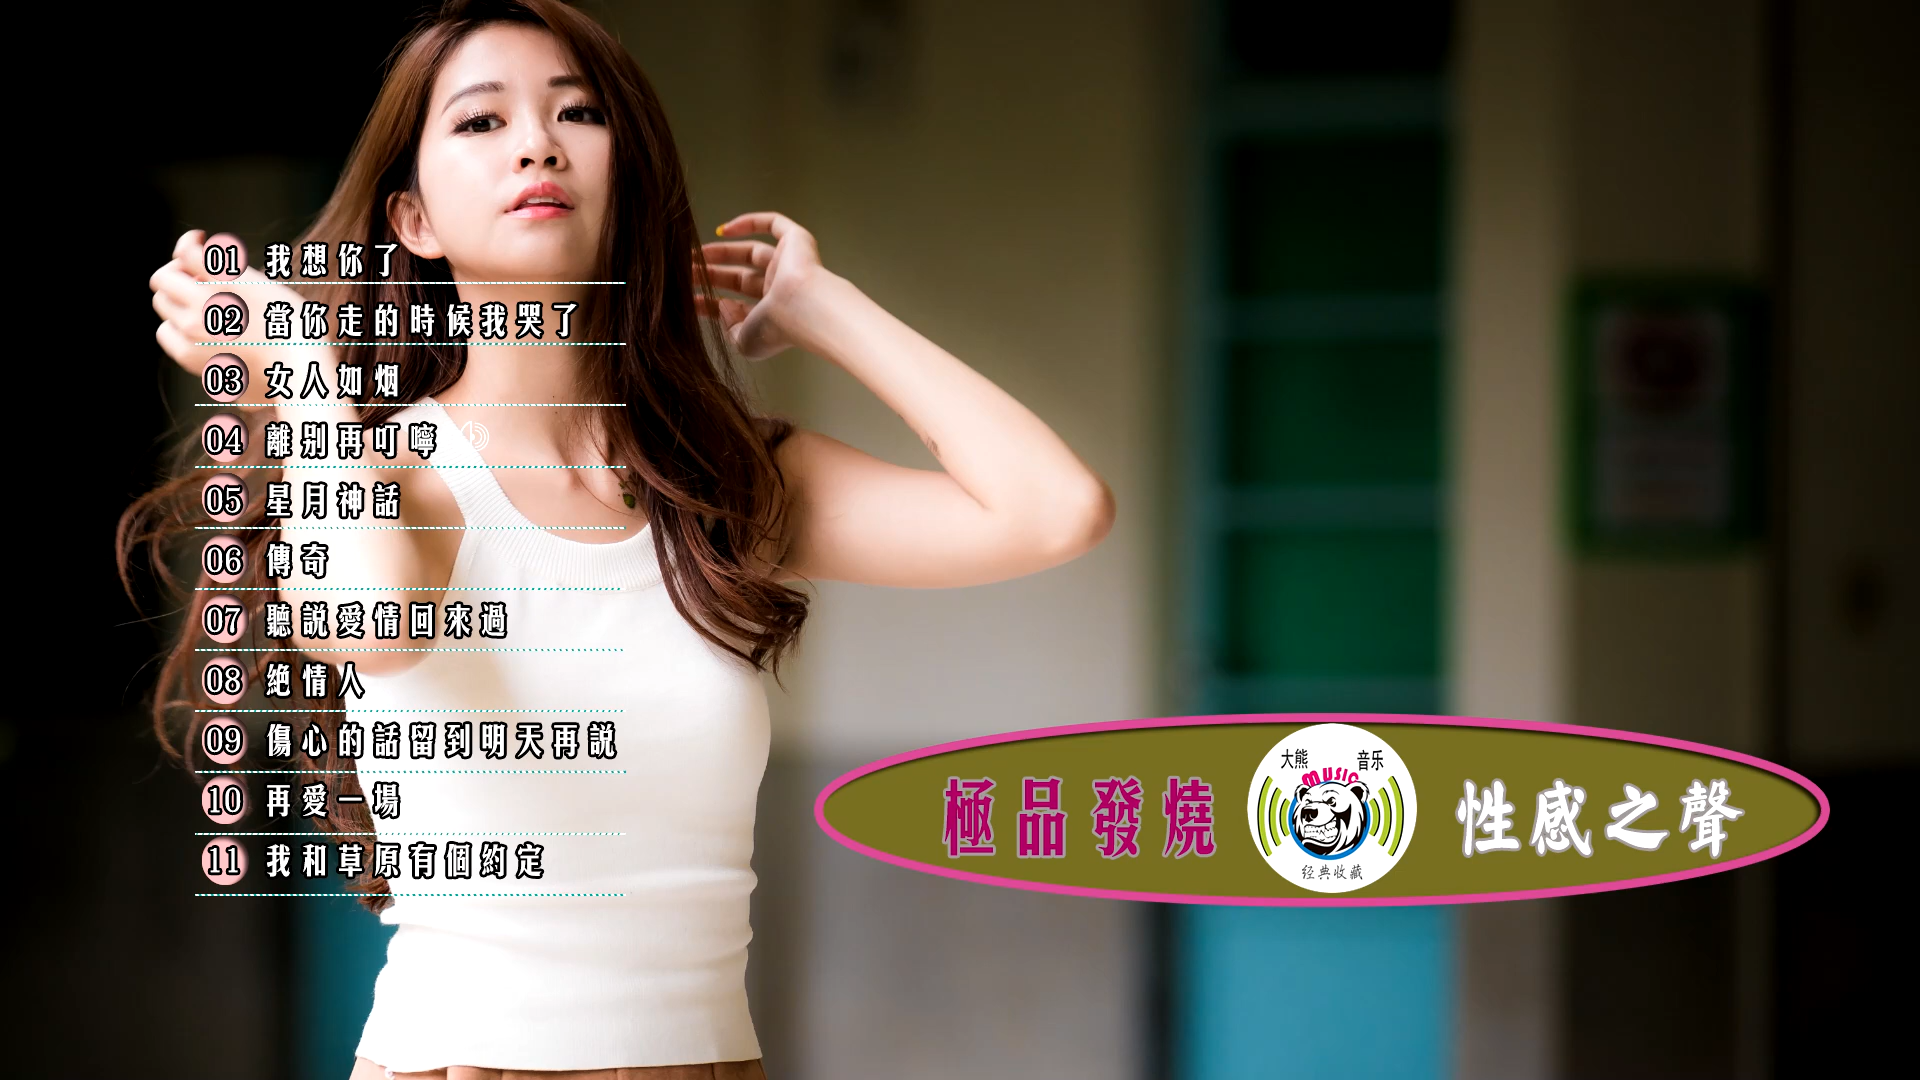 01 我想你了
02 當你走的時候我哭了
03 女人如烟
04 離别再叮嚀
05 星月神話
06 傳奇
07 聽説愛情回來過
08 絶情人
09 傷心的話留到明天再説
10 再愛一場
11 我和草原有個約定
極品發燒
大熊 音乐
MUSIC
经典收藏
性感之聲